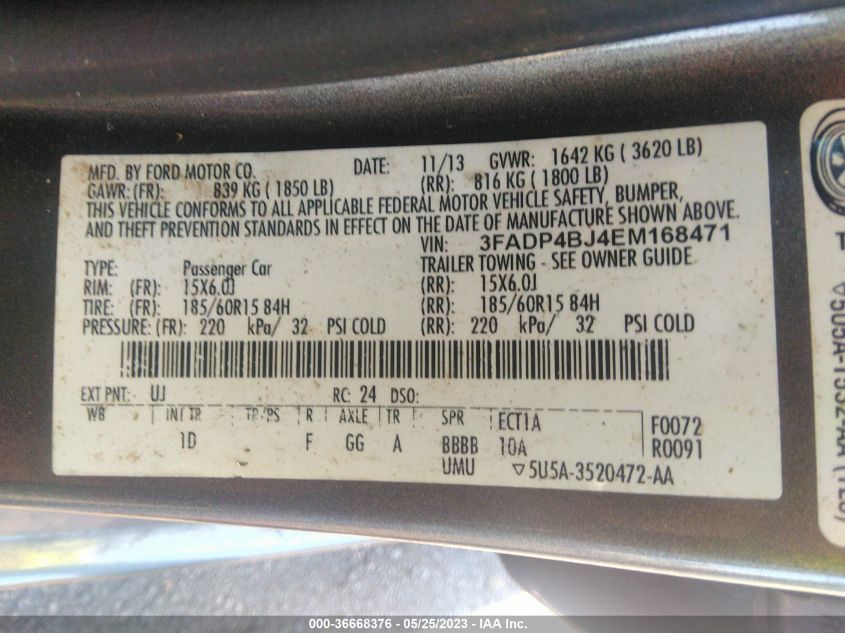 MFD. BY FORD MOTOR CO. DATE: 11/13 GVWR: 1642 KG ( 3620 LB)
GAWR: (FR): 839 KG ( 1850 LB) (RR): 816 KG ( 1800 LB)
THIS VEHICLE CONFORMS TO ALL APPLICABLE FEDERAL MOTOR VEHICLE SAFETY, BUMPER,
AND THEFT PREVENTION STANDARDS IN EFFECT ON THE DATE OF MANUFACTURE SHOWN ABOVE.
VIN: 3FADP4BJ4EM168471
TYPE: Passenger Car TRAILER TOWING - SEE OWNER GUIDE
RIM: (FR): 15X6.0J (RR): 15X6.0J
TIRE: (FR): 185/60R15 84H (RR): 185/60R15 84H
PRESSURE: (FR): 220 kPa/ 32 PSI COLD (RR): 220 kPa/ 32 PSI COLD
EXT PNT: UJ RC: 24 DSO:
WB INT TR TP/PS R AXLE TR SPR ECTIA F0072
1D F GG A BBBB 10A R0091
UMU ▽5U5A-3520472-AA
000-36668376 - 05/25/2023 - IAA Inc.